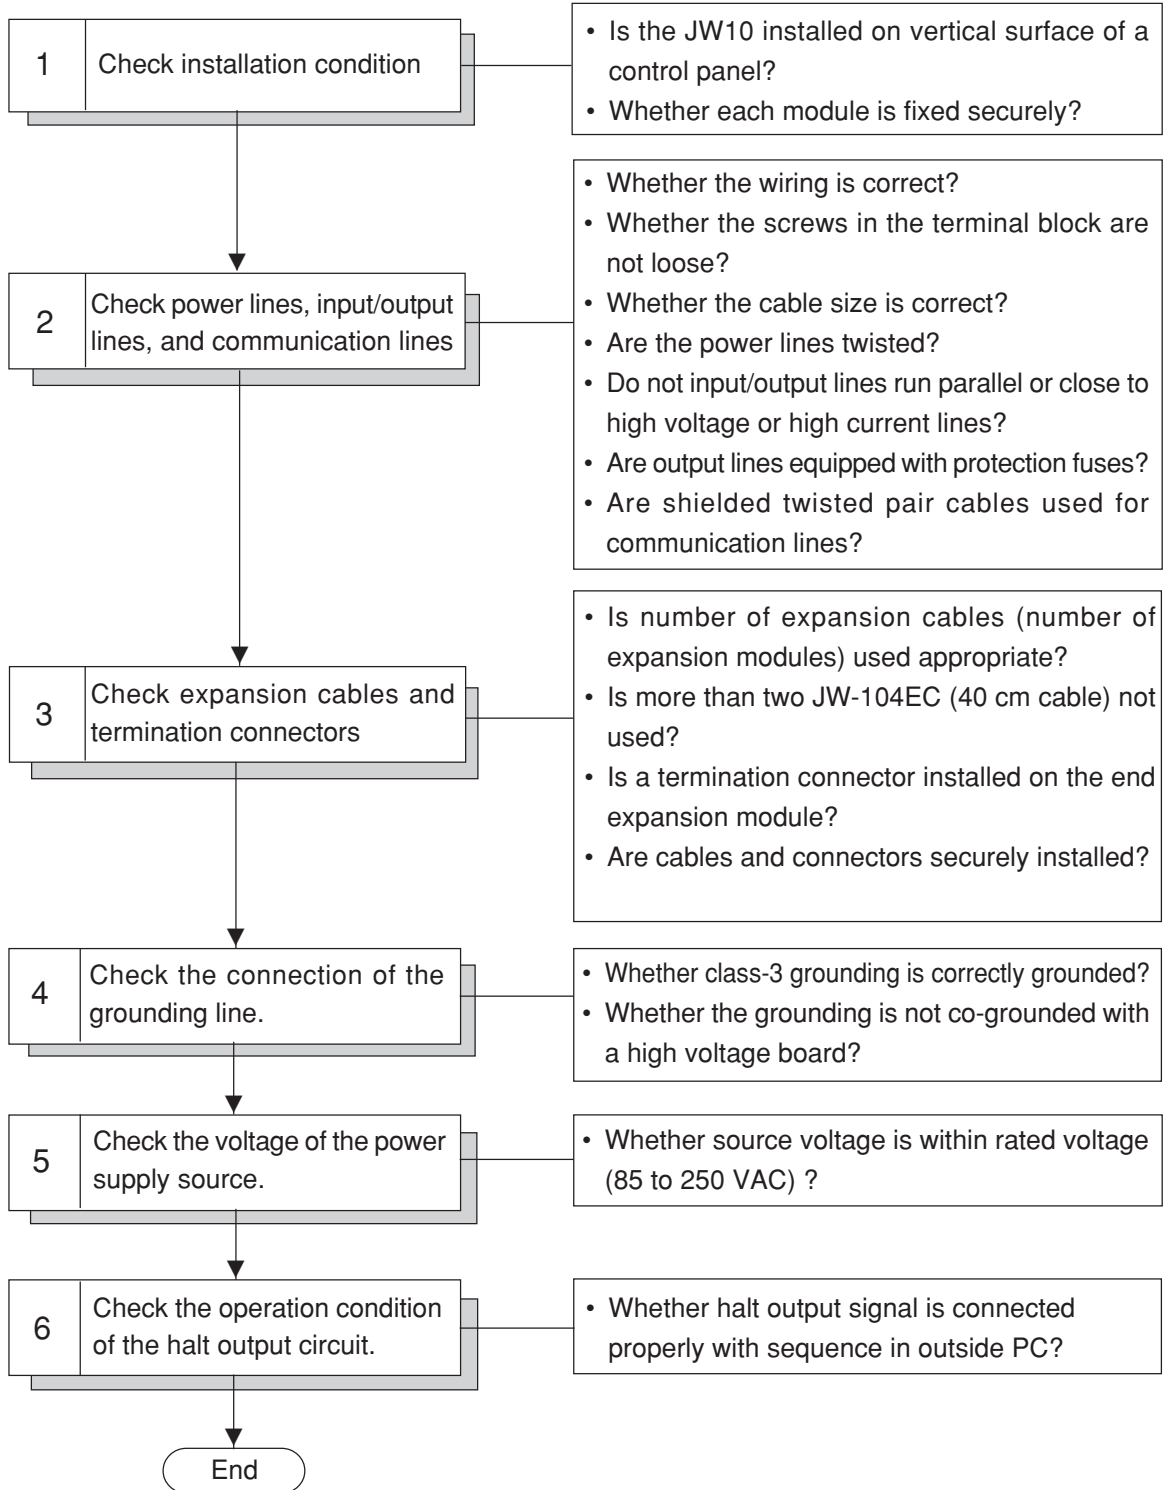 1
Check installation condition
• Is the JW10 installed on vertical surface of a
control panel?
• Whether each module is fixed securely?
2
Check power lines, input/output
lines, and communication lines
• Whether the wiring is correct?
• Whether the screws in the terminal block are
not loose?
• Whether the cable size is correct?
• Are the power lines twisted?
• Do not input/output lines run parallel or close to
high voltage or high current lines?
• Are output lines equipped with protection fuses?
• Are shielded twisted pair cables used for
communication lines?
3
Check expansion cables and
termination connectors
• Is number of expansion cables (number of
expansion modules) used appropriate?
• Is more than two JW-104EC (40 cm cable) not
used?
• Is a termination connector installed on the end
expansion module?
• Are cables and connectors securely installed?
4
Check the connection of the
grounding line.
• Whether class-3 grounding is correctly grounded?
• Whether the grounding is not co-grounded with
a high voltage board?
5
Check the voltage of the power
supply source.
• Whether source voltage is within rated voltage
(85 to 250 VAC) ?
6
Check the operation condition
of the halt output circuit.
• Whether halt output signal is connected
properly with sequence in outside PC?
End